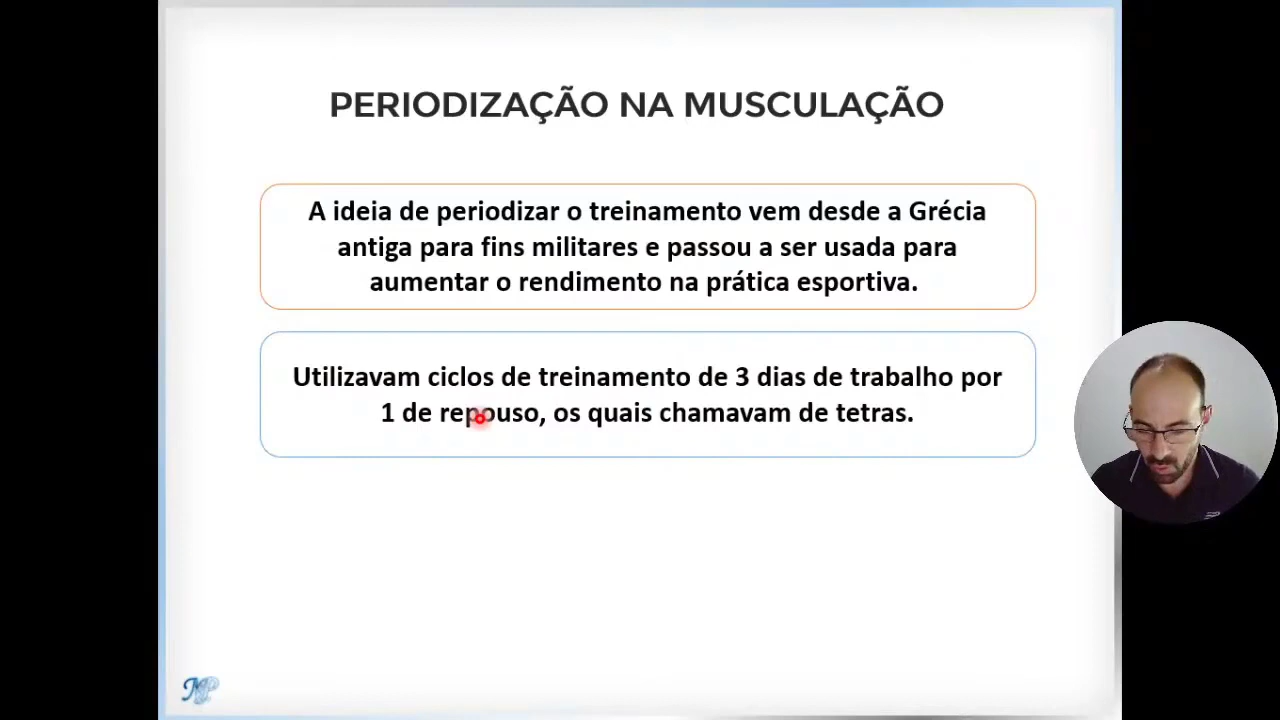 PERIODIZAÇÃO NA MUSCULAÇÃO
A ideia de periodizar o treinamento vem desde a Grécia
antiga para fins militares e passou a ser usada para
aumentar o rendimento na prática esportiva.
Utilizavam ciclos de treinamento de 3 dias de trabalho por
1 de repouso, os quais chamavam de tetras.
MP